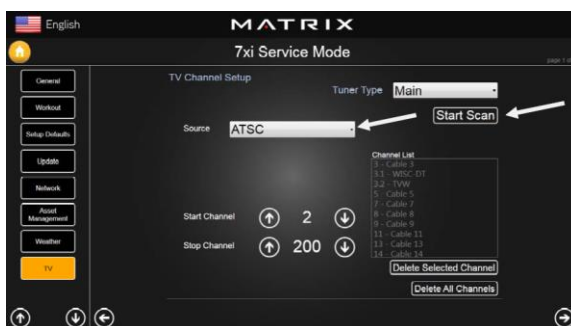 English
MATRIX
7xi Service Mode
General
Workout
Setup Defaults
Update
Network
Asset
Management
Weather
TV
TV Channel Setup
Tuner Type
Main
Start Scan
Source
ATSC
Channel List
3 - Cable 3
3.1 - WISC-DT
3.2 - TVW
5 - Cable 5
7 - Cable 7
8 - Cable 8
9 - Cable 9
11 - Cable 11
13 - Cable 13
14 - Cable 14
Start Channel
2
Stop Channel
200
Delete Selected Channel
Delete All Channels